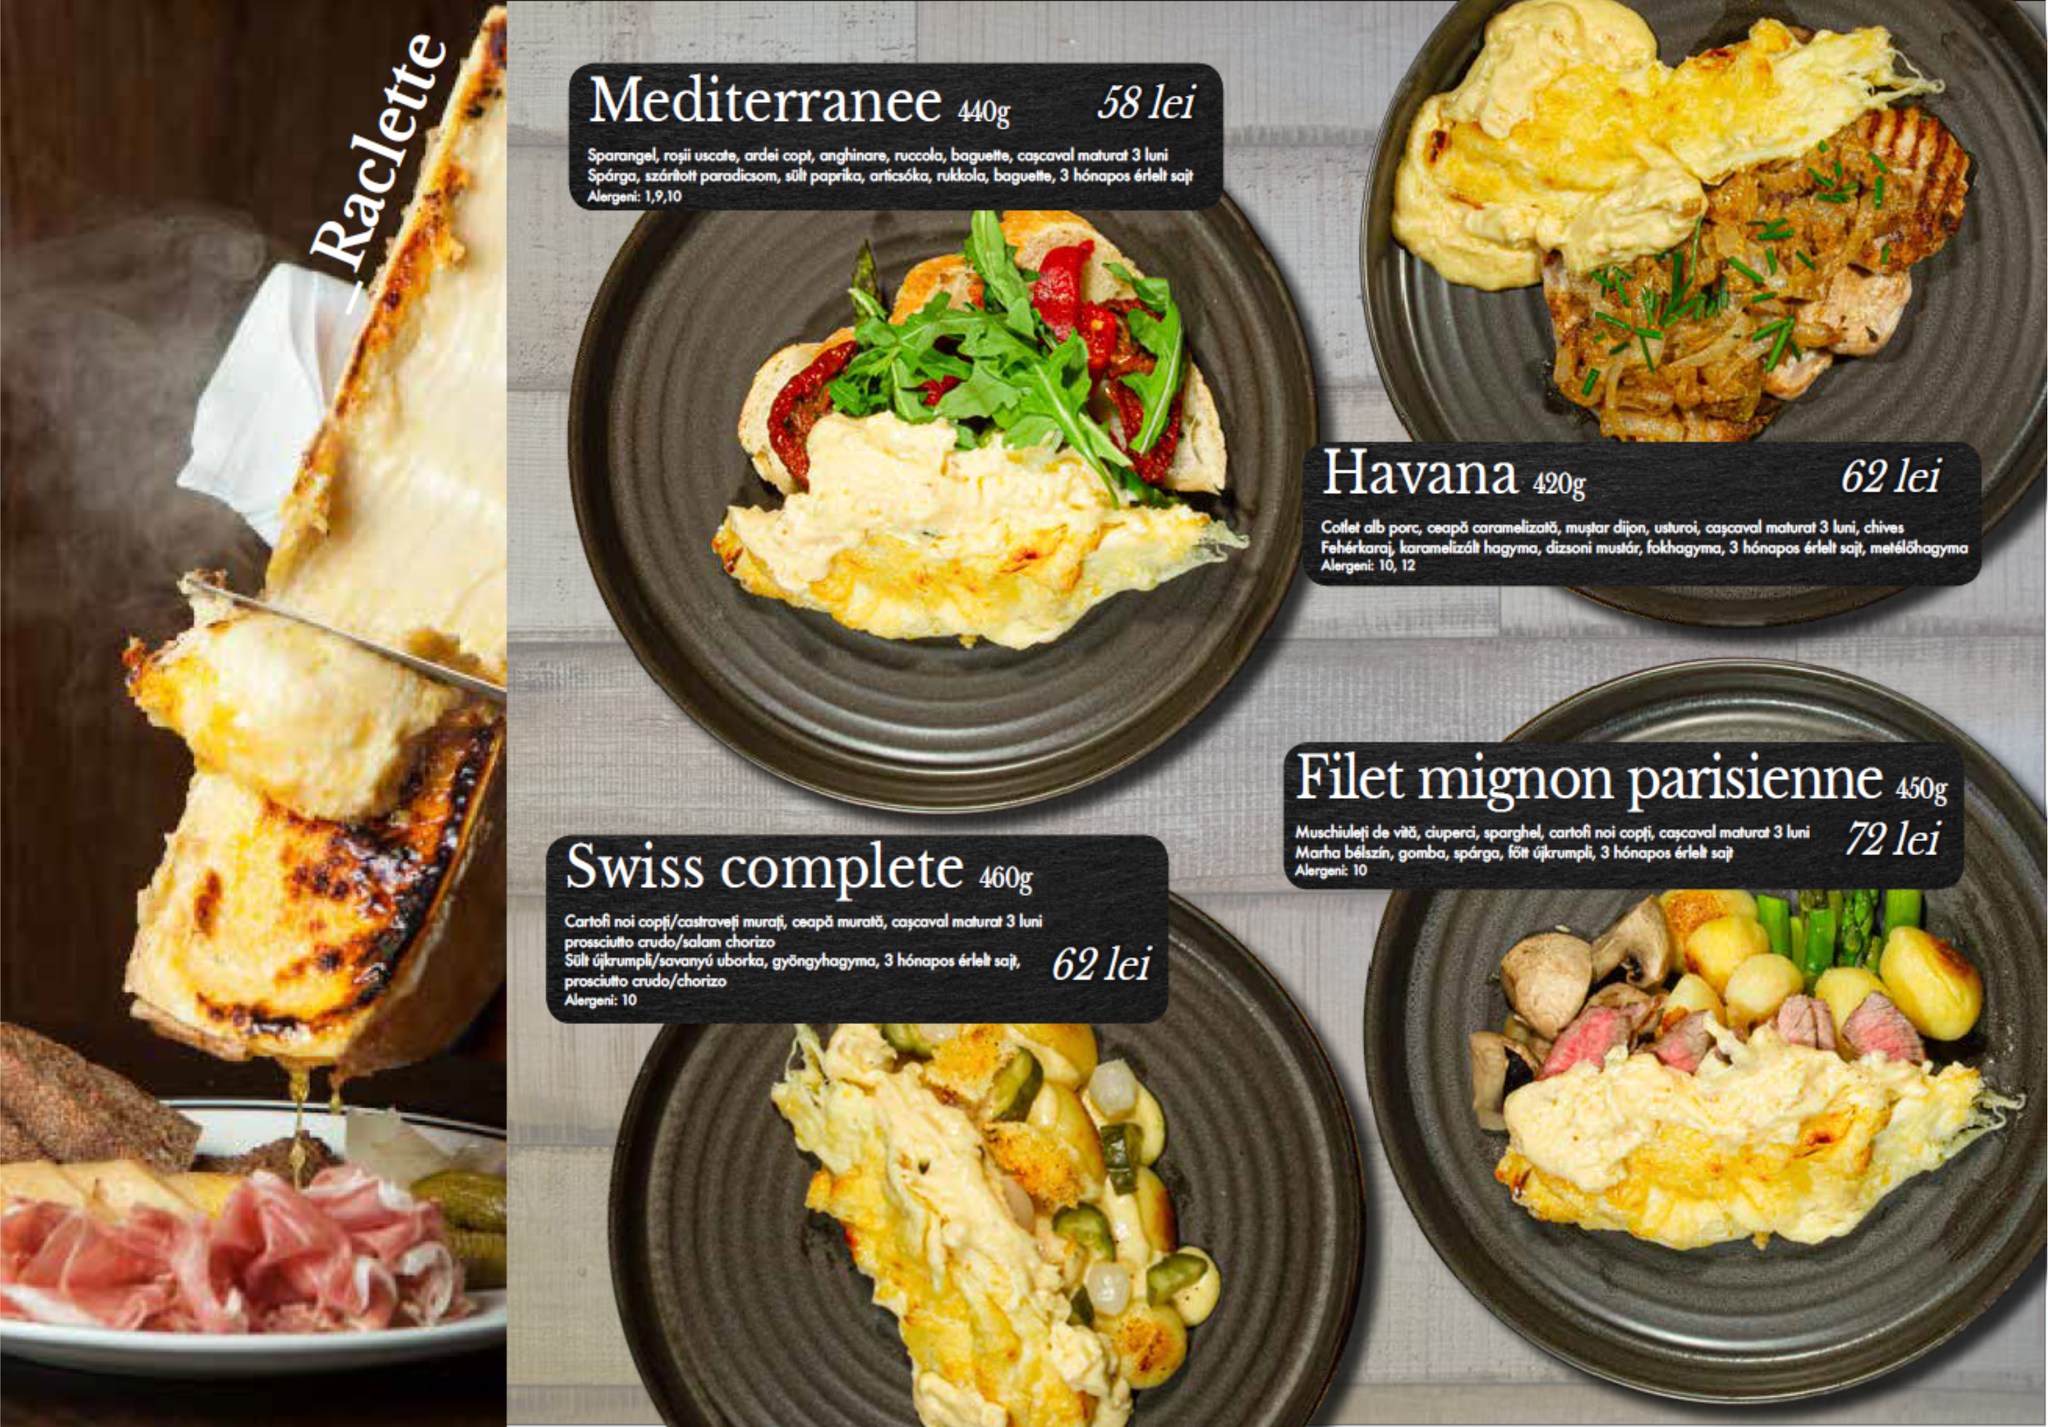 Raclette
Mediterranee 440g 58 lei
Sparangel, roșii uscate, ardei copt, anghinare, ruccola, baguette, cașcaval maturat 3 luni
Spárga, szárított paradicsom, sült paprika, articsóka, rukkola, baguette, 3 hónapos érlelt sajt
Alergeni: 1,9,10
Havana 420g 62 lei
Cotlet alb porc, ceapă caramelizată, muștar dijon, usturoi, cașcaval maturat 3 luni, chives
Fehérkaraj, karamelizált hagyma, dizsoni mustár, fokhagyma, 3 hónapos érlelt sajt, metélőhagyma
Alergeni: 10, 12
Swiss complete 460g
Cartofi noi copți/castraveți murați, ceapă murată, cașcaval maturat 3 luni
prossciutto crudo/salam chorizo
Sült újkrumpli/savanyú uborka, gyöngyhagyma, 3 hónapos érlelt sajt,
prosciutto crudo/chorizo
Alergeni: 10
62 lei
Filet mignon parisienne 450g
Muschiuleți de vită, ciuperci, sparghel, cartofi noi copți, cașcaval maturat 3 luni
Marha bélszín, gomba, spárga, főtt újkrumpli, 3 hónapos érlelt sajt
Alergeni: 10
72 lei